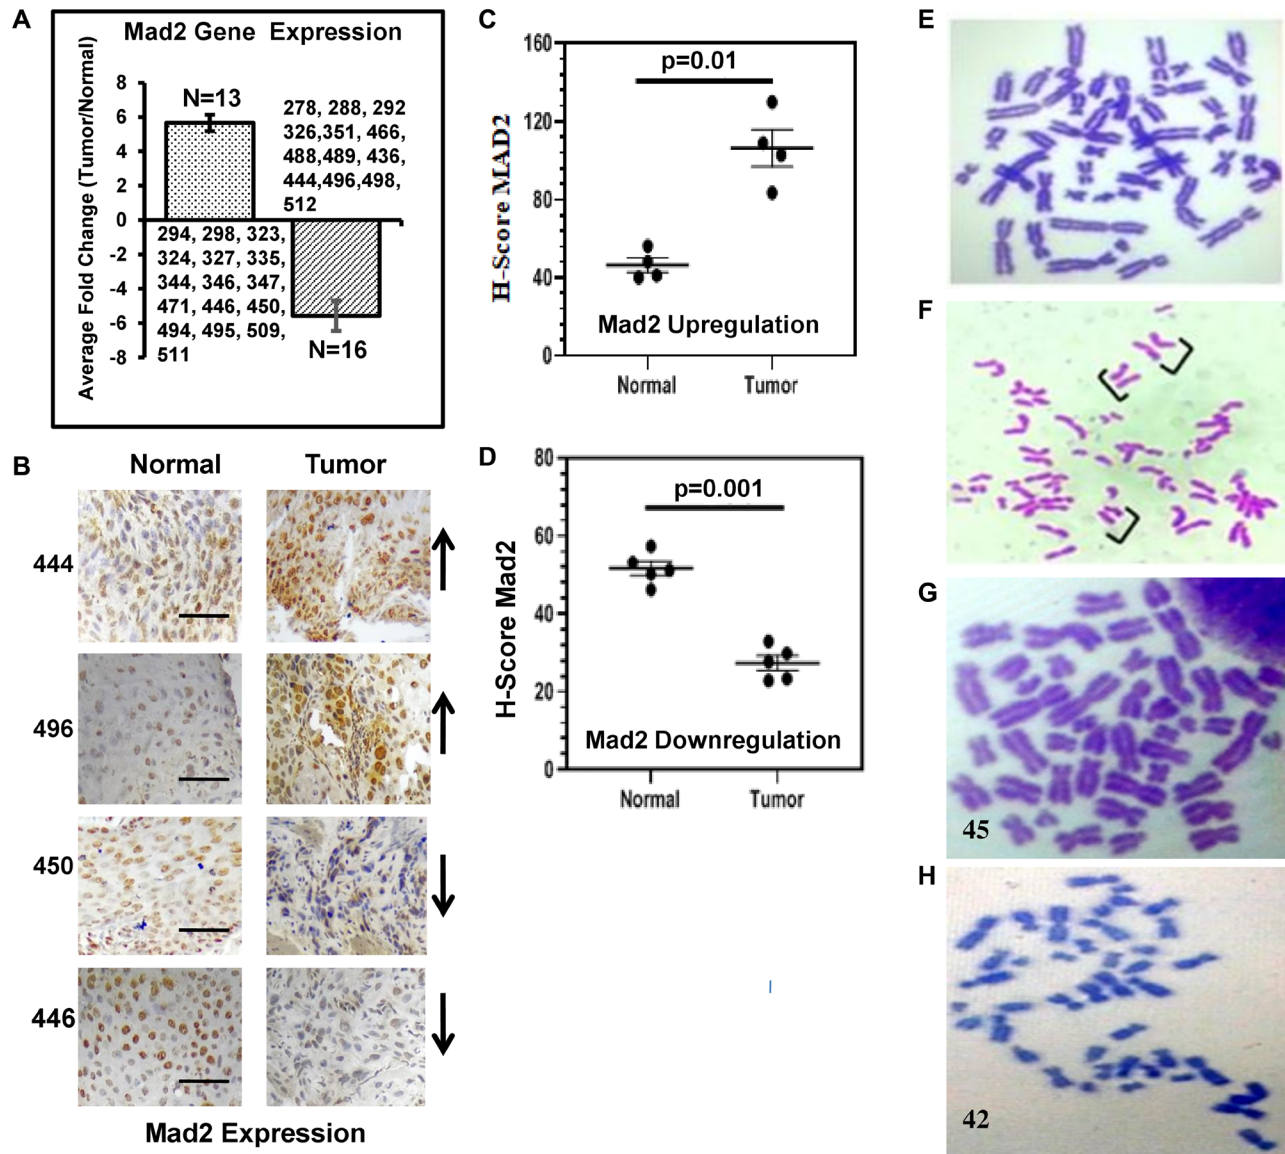 A
Mad2 Gene Expression
Average Fold Change (Tumor/Normal)
8
6
4
2
0
-2
-4
-6
-8
N=13
278, 288, 292
326,351, 466,
488,489, 436,
444,496,498,
512
294, 298, 323,
324, 327, 335,
344, 346, 347,
471, 446, 450,
494, 495, 509,
511
N=16
B
Normal Tumor
444
496
450
446
Mad2 Expression
C
H-Score MAD2
160
120
80
40
0
p=0.01
Mad2 Upregulation
Normal Tumor
D
H-Score Mad2
80
60
40
20
0
p=0.001
Mad2 Downregulation
Normal Tumor
E
F
G
45
H
42